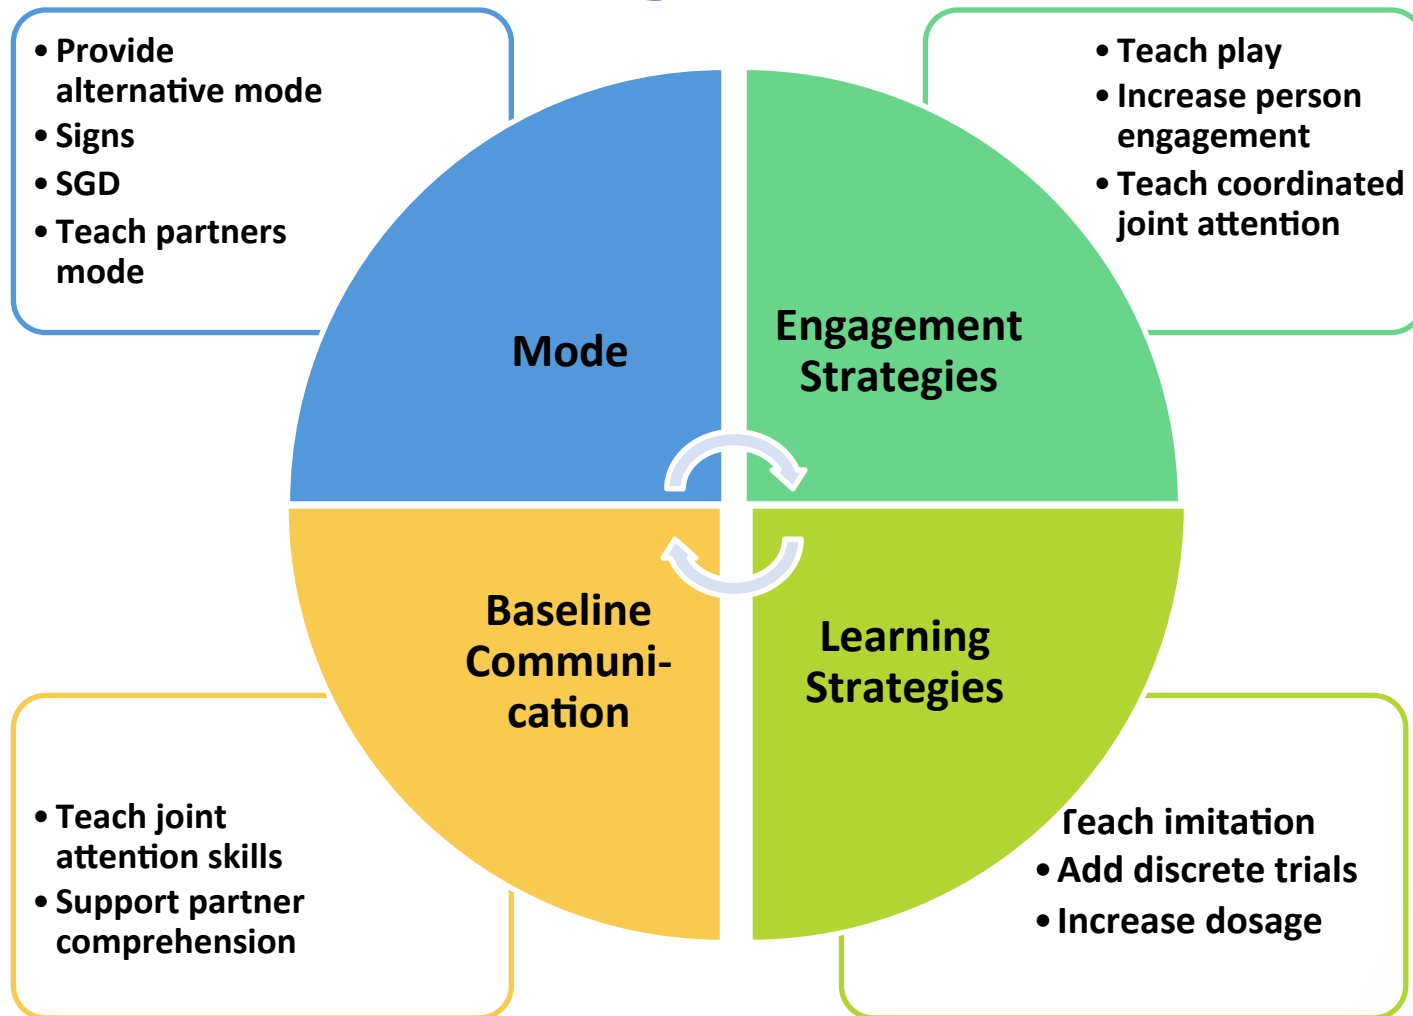 • Provide
alternative mode
• Signs
• SGD
• Teach partners
mode
• Teach play
• Increase person
engagement
• Teach coordinated
joint attention
Mode
Engagement
Strategies
Baseline
Communi-
cation
Learning
Strategies
• Teach joint
attention skills
• Support partner
comprehension
Teach imitation
• Add discrete trials
• Increase dosage